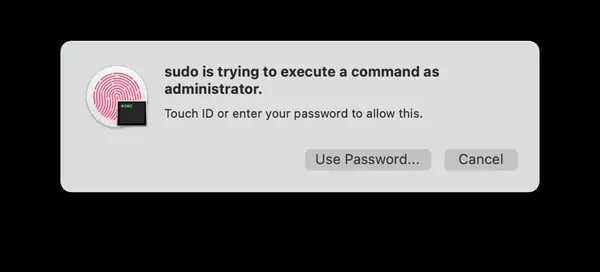 sudo is trying to execute a command as
administrator.
Touch ID or enter your password to allow this.
Use Password... Cancel
exec